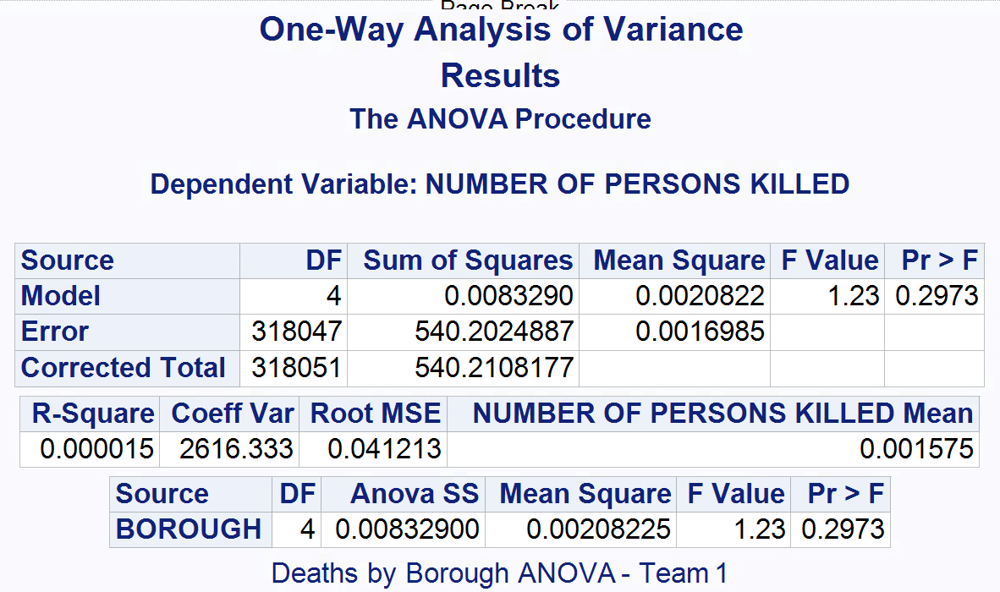 Page Break
One-Way Analysis of Variance
Results
The ANOVA Procedure
Dependent Variable: NUMBER OF PERSONS KILLED
Source DF Sum of Squares Mean Square F Value Pr > F
Model 4 0.0083290 0.0020822 1.23 0.2973
Error 318047 540.2024887 0.0016985
Corrected Total 318051 540.2108177
R-Square Coeff Var Root MSE NUMBER OF PERSONS KILLED Mean
0.000015 2616.333 0.041213 0.001575
Source DF Anova SS Mean Square F Value Pr > F
BOROUGH 4 0.00832900 0.00208225 1.23 0.2973
Deaths by Borough ANOVA - Team 1